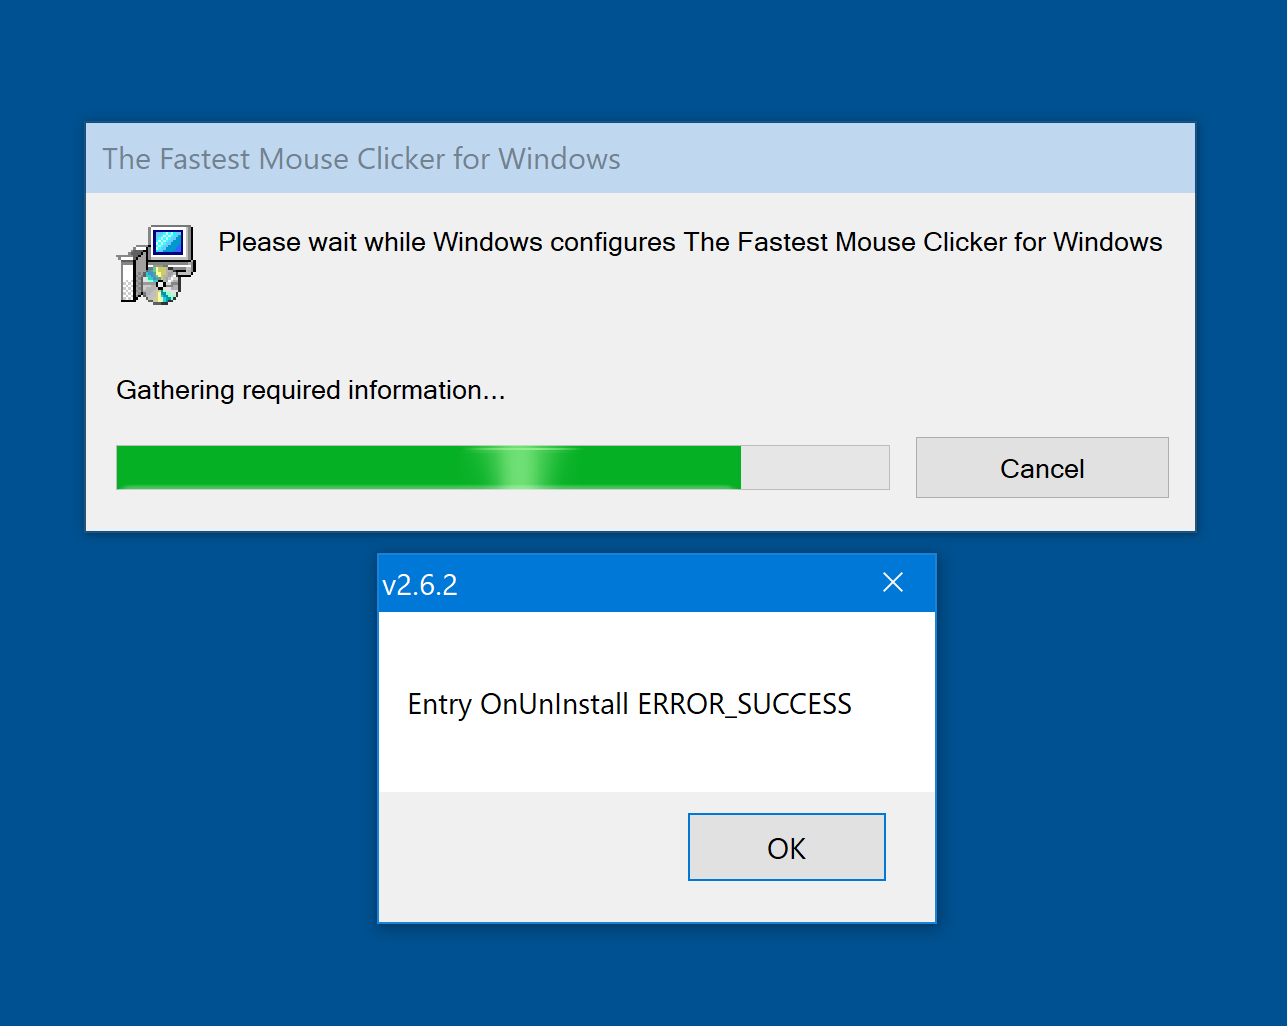 The Fastest Mouse Clicker for Windows
Please wait while Windows configures The Fastest Mouse Clicker for Windows
Gathering required information...
Cancel
v2.6.2
Entry OnUnInstall ERROR_SUCCESS
OK